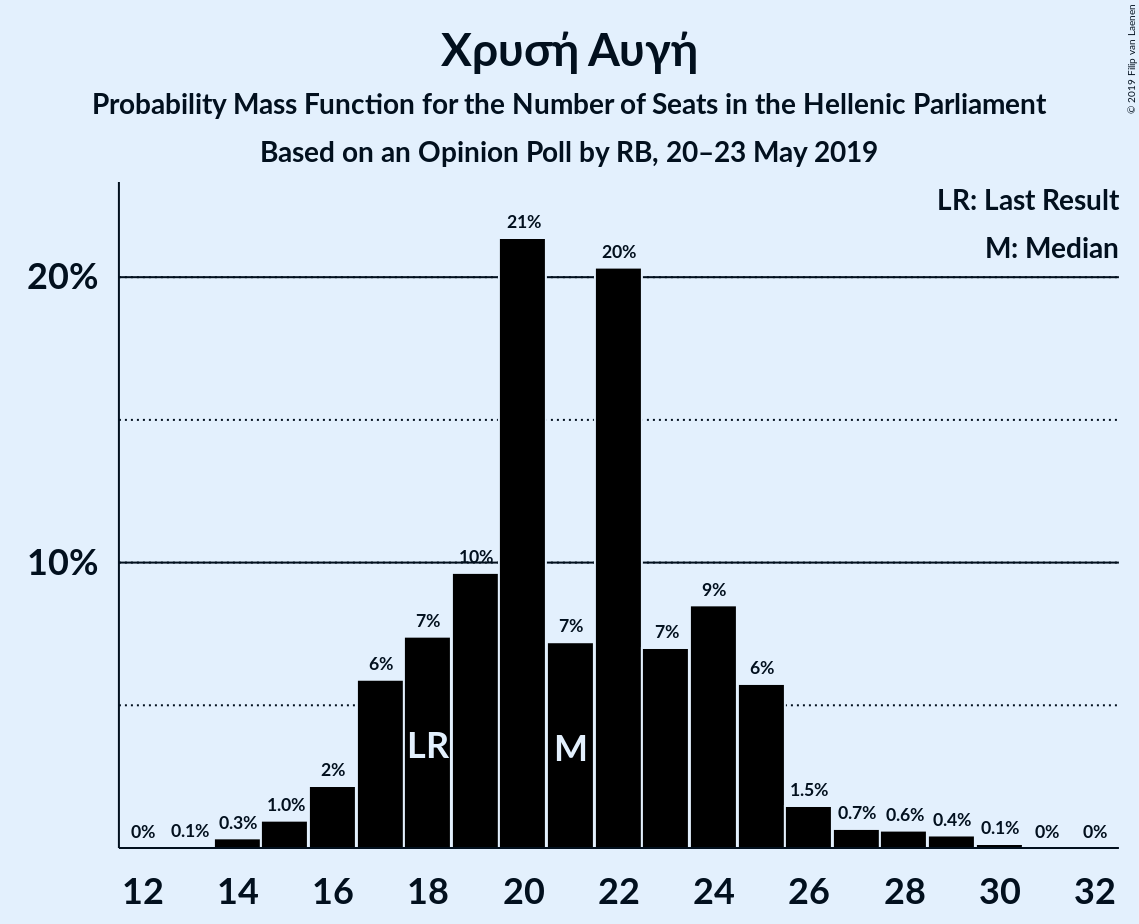 Χρυσή Αυγή
Probability Mass Function for the Number of Seats in the Hellenic Parliament
Based on an Opinion Poll by RB, 20–23 May 2019
© 2019 Filip van Laenen
LR: Last Result
M: Median
20%
10%
0%
0.1%
0.3%
1.0%
2%
6%
7%
10%
21%
7%
20%
7%
9%
6%
1.5%
0.7%
0.6%
0.4%
0.1%
0%
0%
LR
M
12 14 16 18 20 22 24 26 28 30 32